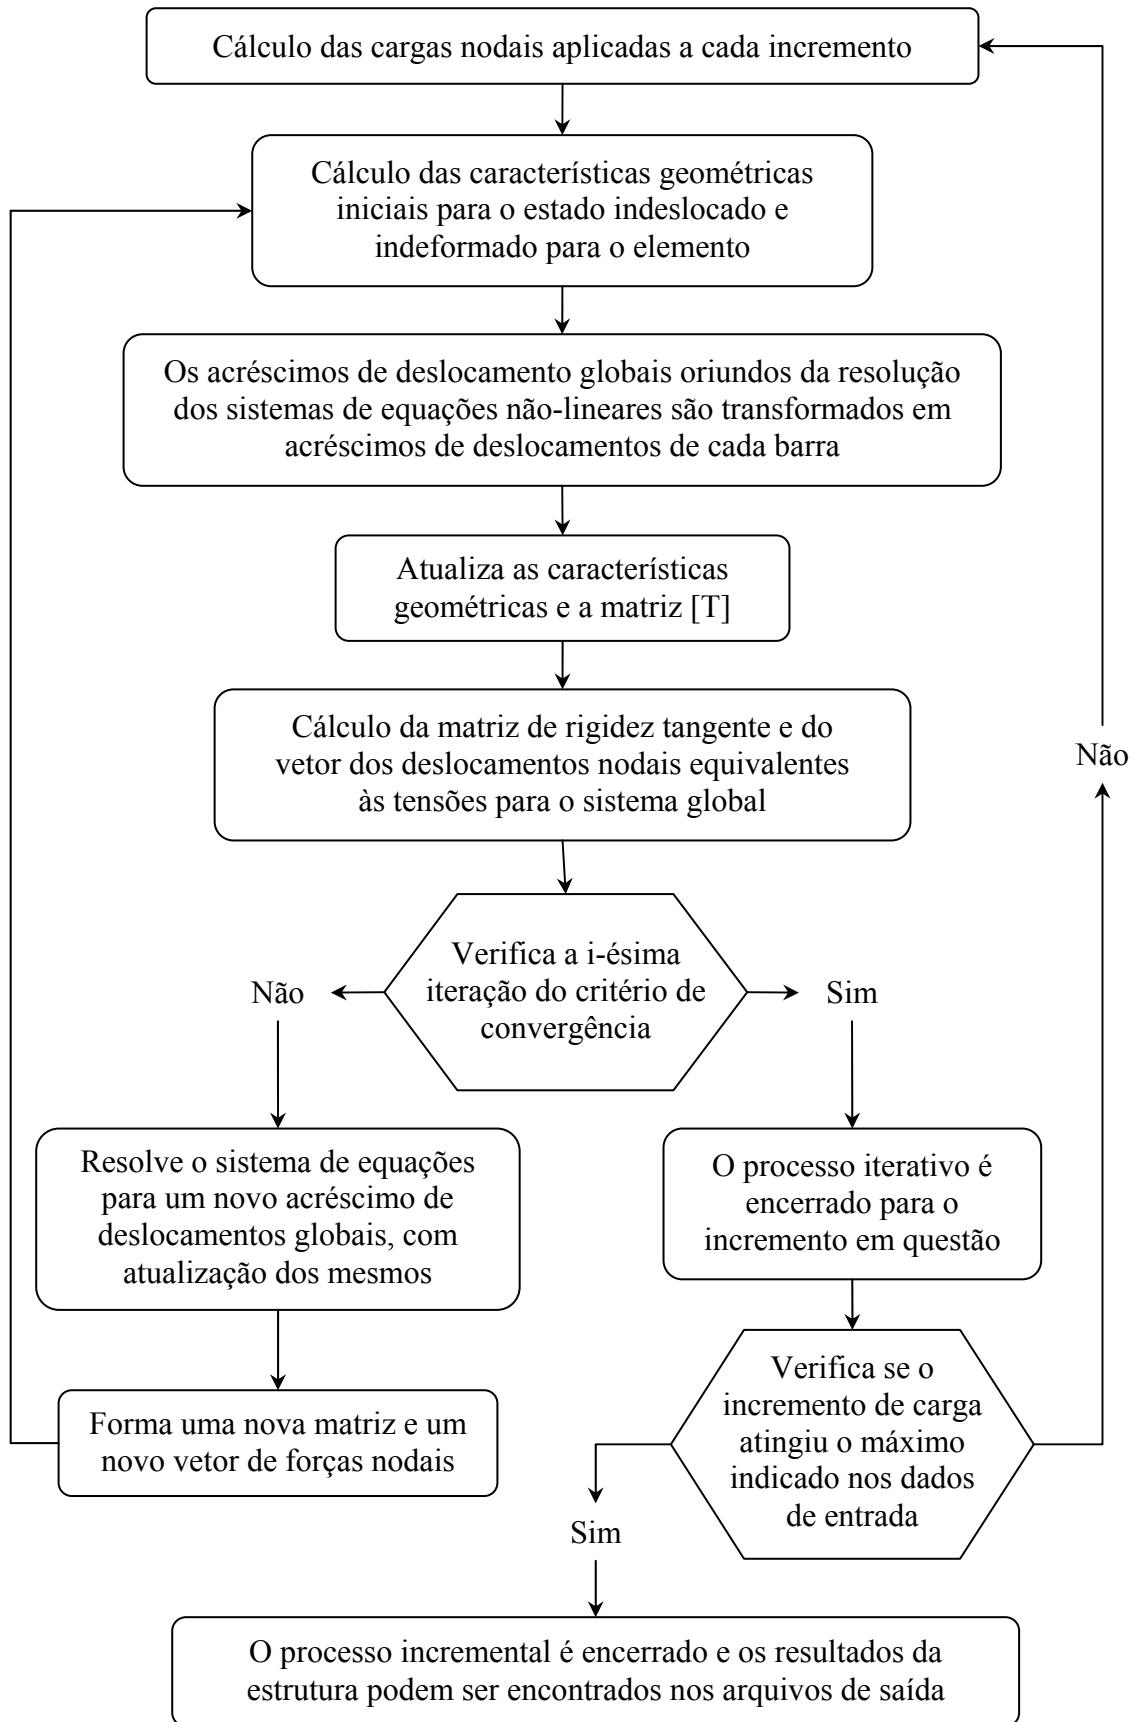 Cálculo das cargas nodais aplicadas a cada incremento
Cálculo das características geométricas
iniciais para o estado indeslocado e
indeformado para o elemento
Os acréscimos de deslocamento globais oriundos da resolução
dos sistemas de equações não-lineares são transformados em
acréscimos de deslocamentos de cada barra
Atualiza as características
geométricas e a matriz [T]
Cálculo da matriz de rigidez tangente e do
vetor dos deslocamentos nodais equivalentes
às tensões para o sistema global
Não
Verifica a i-ésima
iteração do critério de
convergência
Não
Sim
Resolve o sistema de equações
para um novo acréscimo de
deslocamentos globais, com
atualização dos mesmos
O processo iterativo é
encerrado para o
incremento em questão
Forma uma nova matriz e um
novo vetor de forças nodais
Verifica se o
incremento de carga
atingiu o máximo
indicado nos dados
de entrada
Sim
O processo incremental é encerrado e os resultados da
estrutura podem ser encontrados nos arquivos de saída